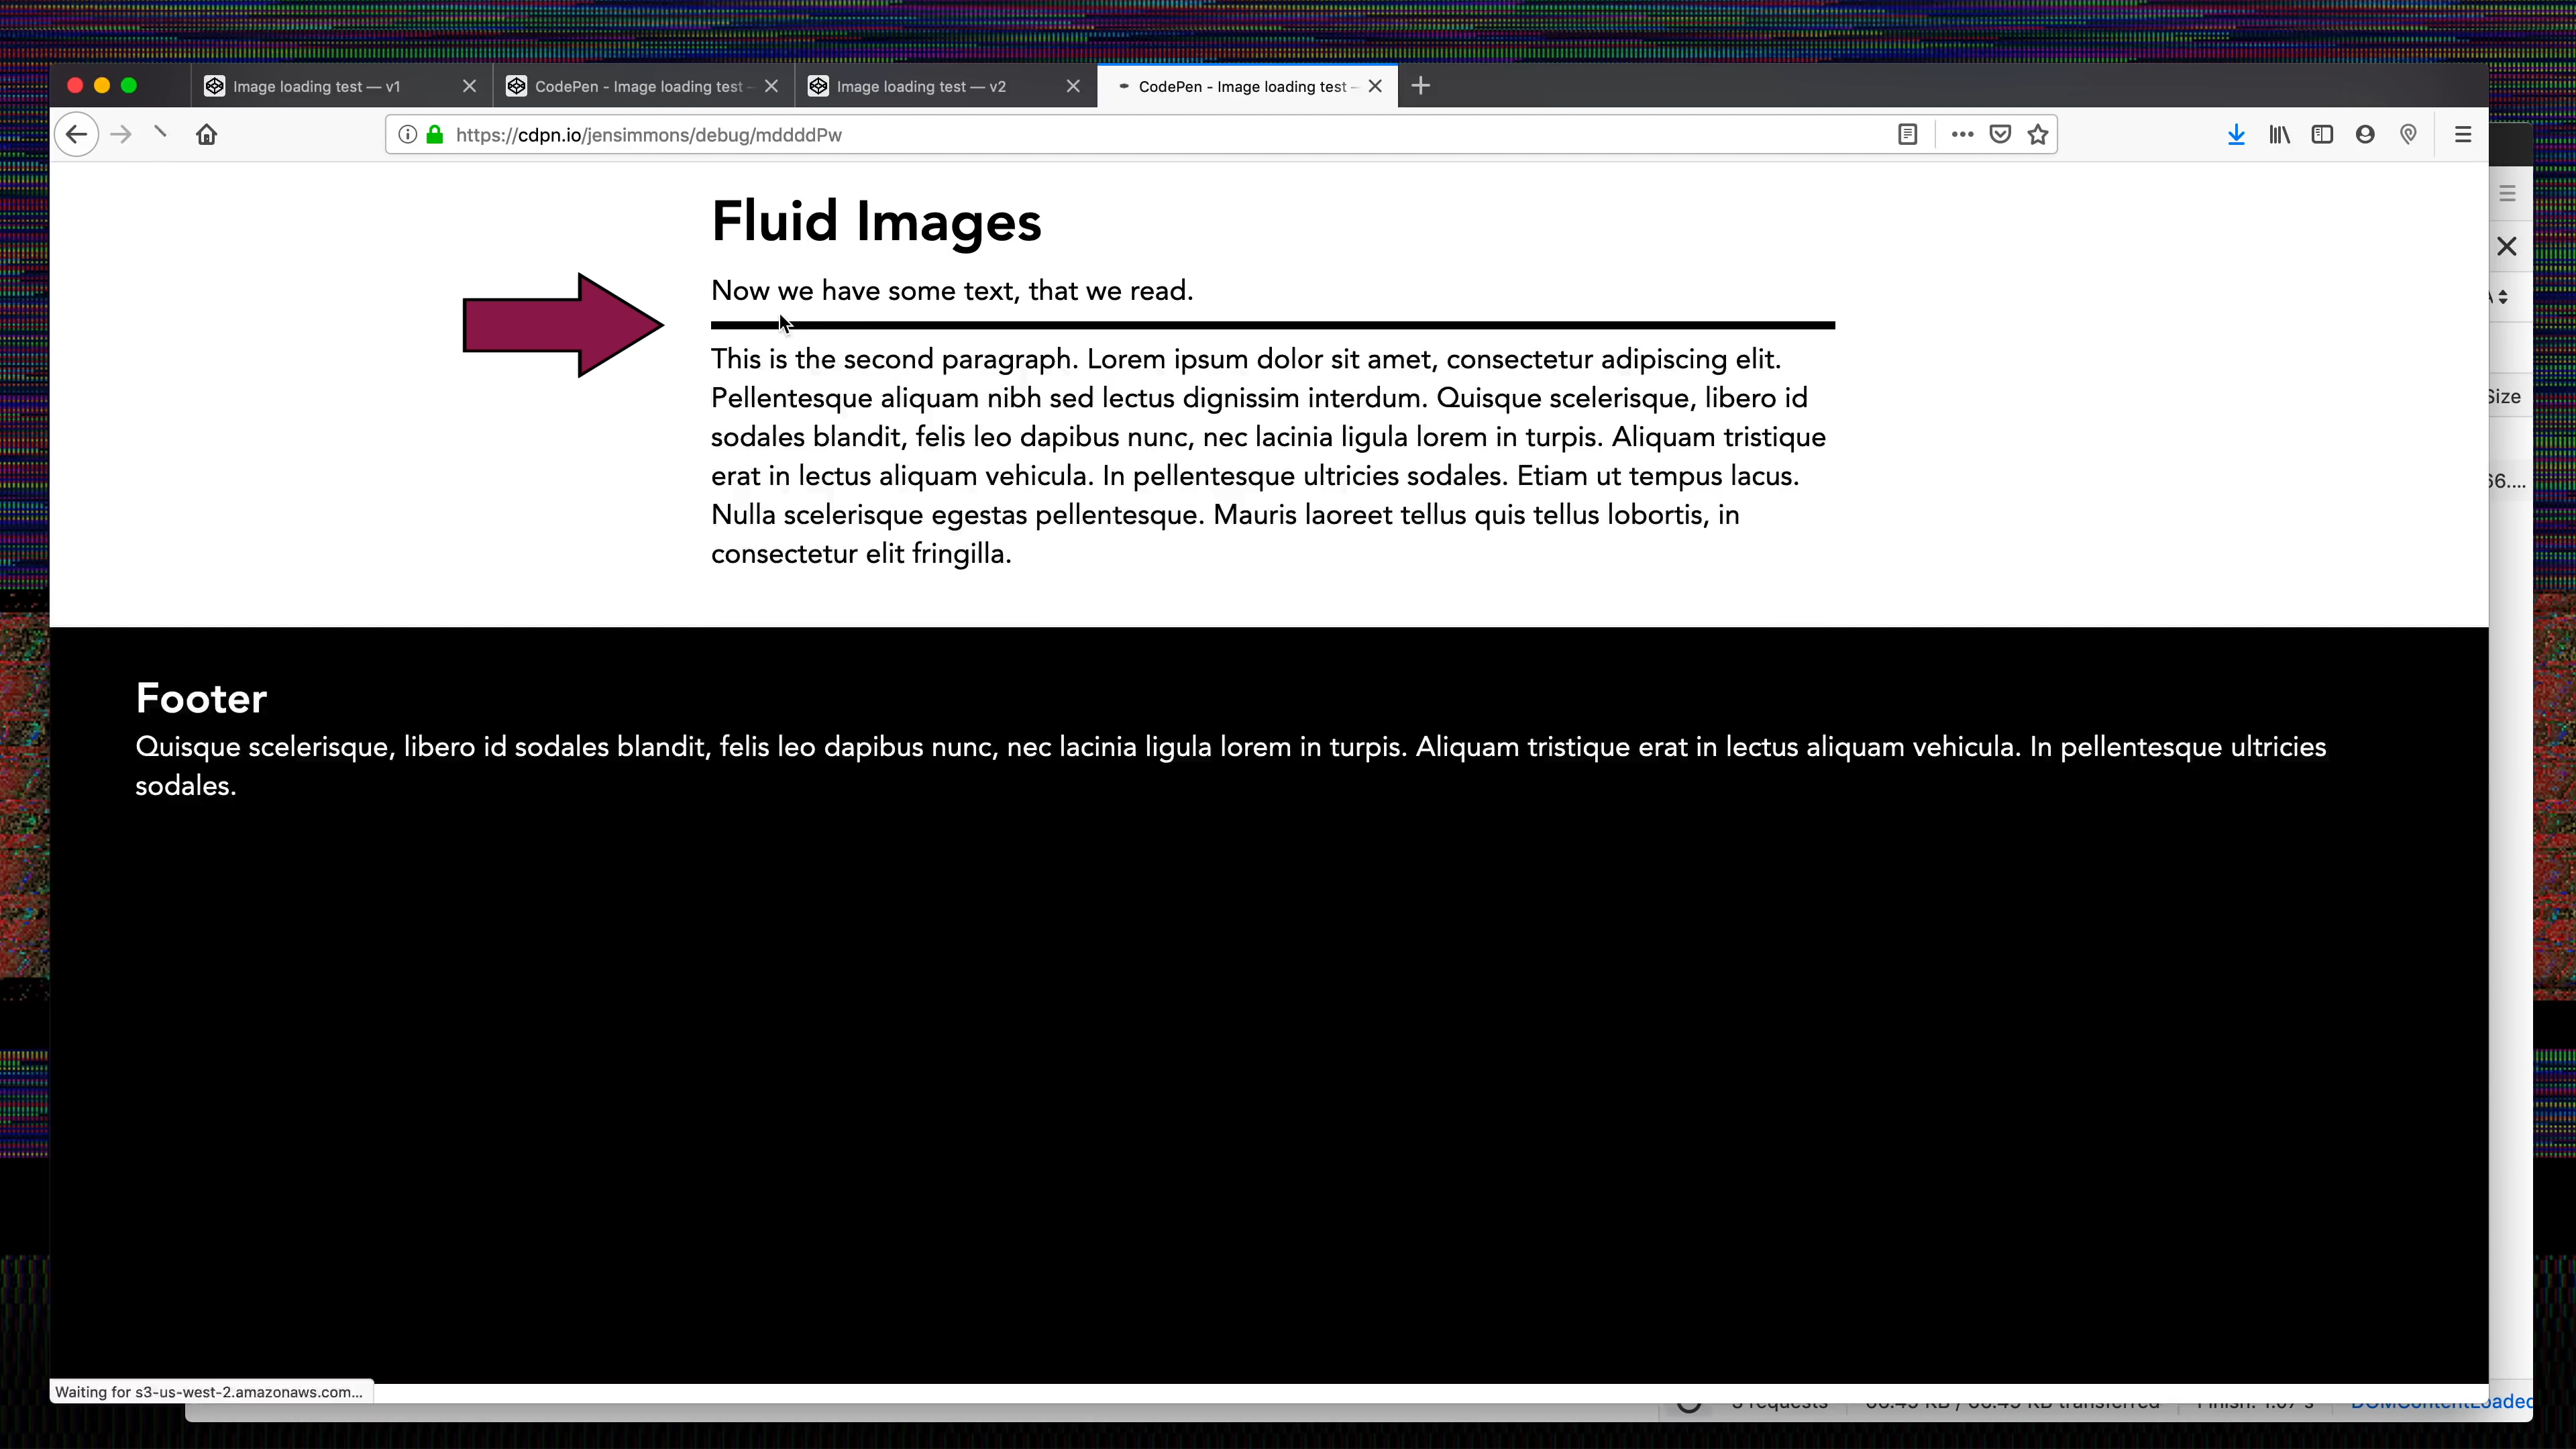 Image loading test — v1
CodePen - Image loading test -
Image loading test — v2
CodePen - Image loading test -
https://cdpn.io/jensimmons/debug/mddddPw
Fluid Images
Now we have some text, that we read.
This is the second paragraph. Lorem ipsum dolor sit amet, consectetur adipiscing elit.
Pellentesque aliquam nibh sed lectus dignissim interdum. Quisque scelerisque, libero id
sodales blandit, felis leo dapibus nunc, nec lacinia ligula lorem in turpis. Aliquam tristique
erat in lectus aliquam vehicula. In pellentesque ultricies sodales. Etiam ut tempus lacus.
Nulla scelerisque egestas pellentesque. Mauris laoreet tellus quis tellus lobortis, in
consectetur elit fringilla.
Size
Footer
Quisque scelerisque, libero id sodales blandit, felis leo dapibus nunc, nec lacinia ligula lorem in turpis. Aliquam tristique erat in lectus aliquam vehicula. In pellentesque ultricies
sodales.
Waiting for s3-us-west-2.amazonaws.com...
requests
transferred
DOMContentLoaded